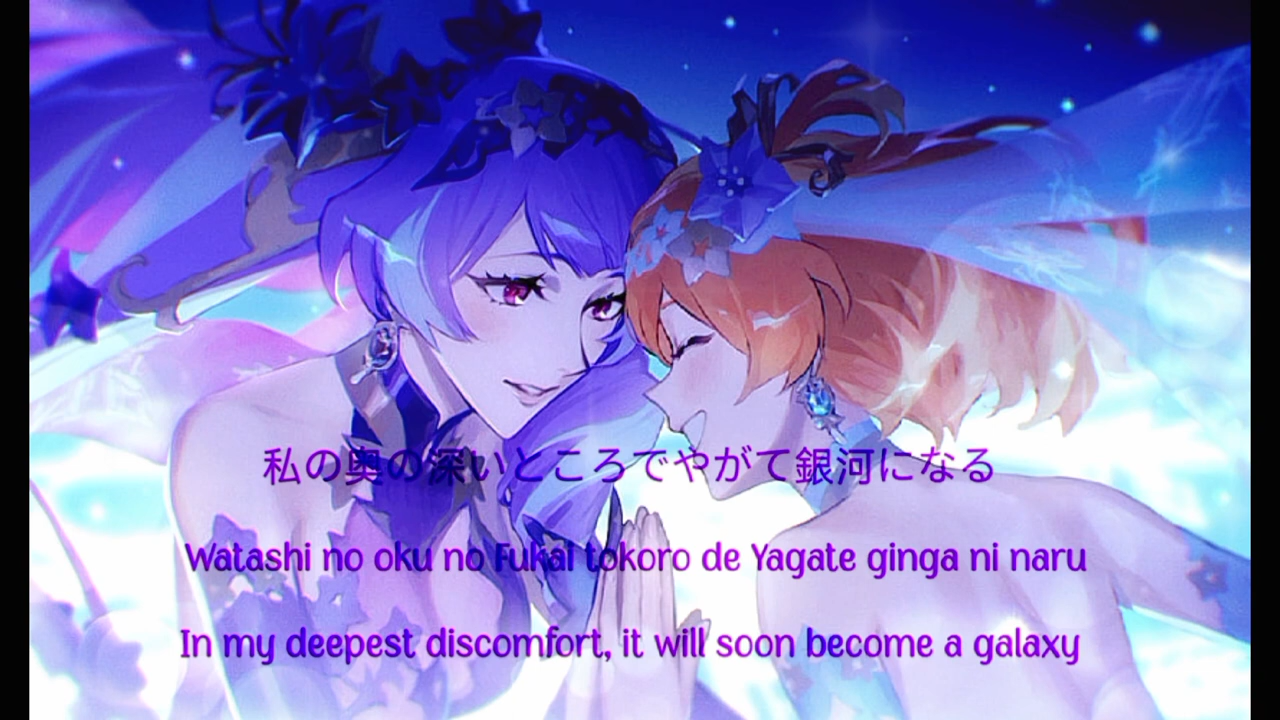 私の奥の深いところでやがて銀河になる
Watashi no oku no Fukai tokoro de Yagate ginga ni naru
In my deepest discomfort, it will soon become a galaxy